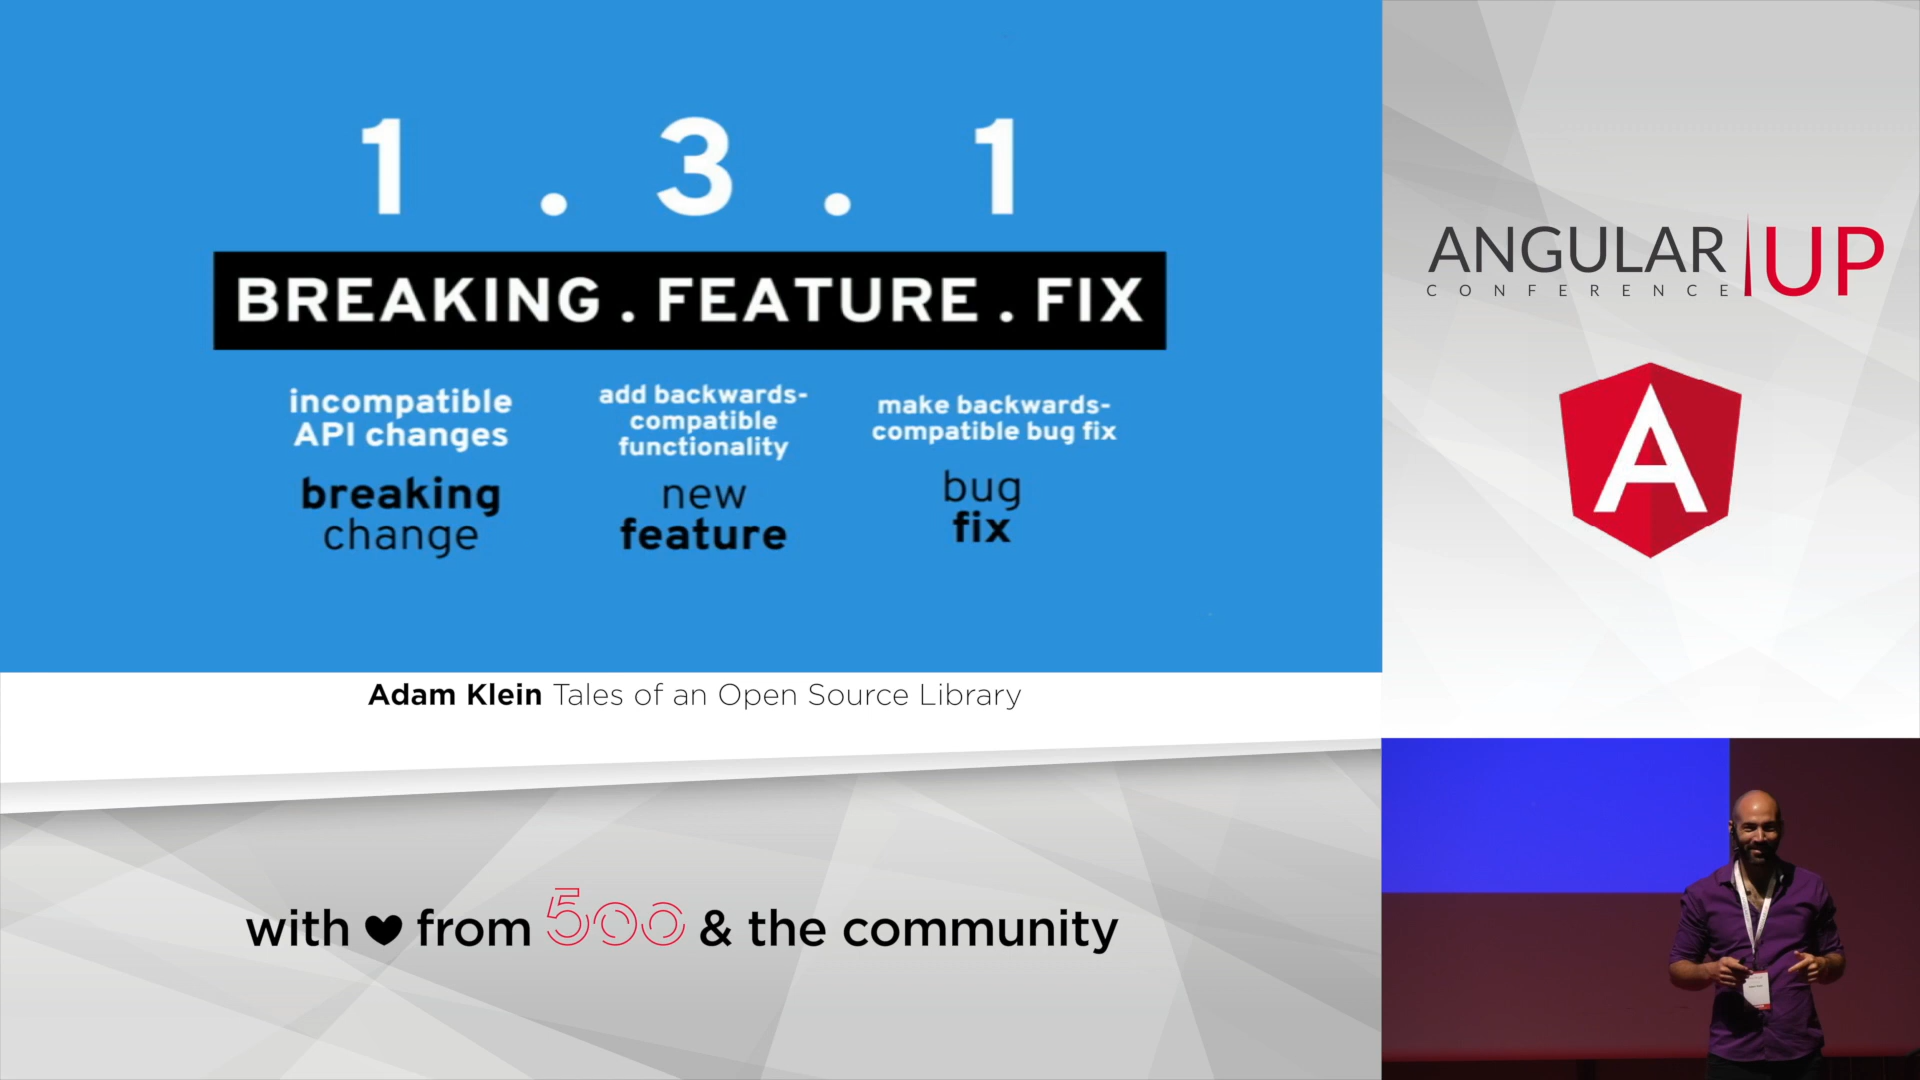 1 . 3 . 1
BREAKING . FEATURE . FIX
incompatible
API changes
breaking
change
add backwards-
compatible
functionality
new
feature
make backwards-
compatible bug fix
bug
fix
Adam Klein Tales of an Open Source Library
with ♥ from 500 & the community
ANGULAR UP
CONFERENCE
A